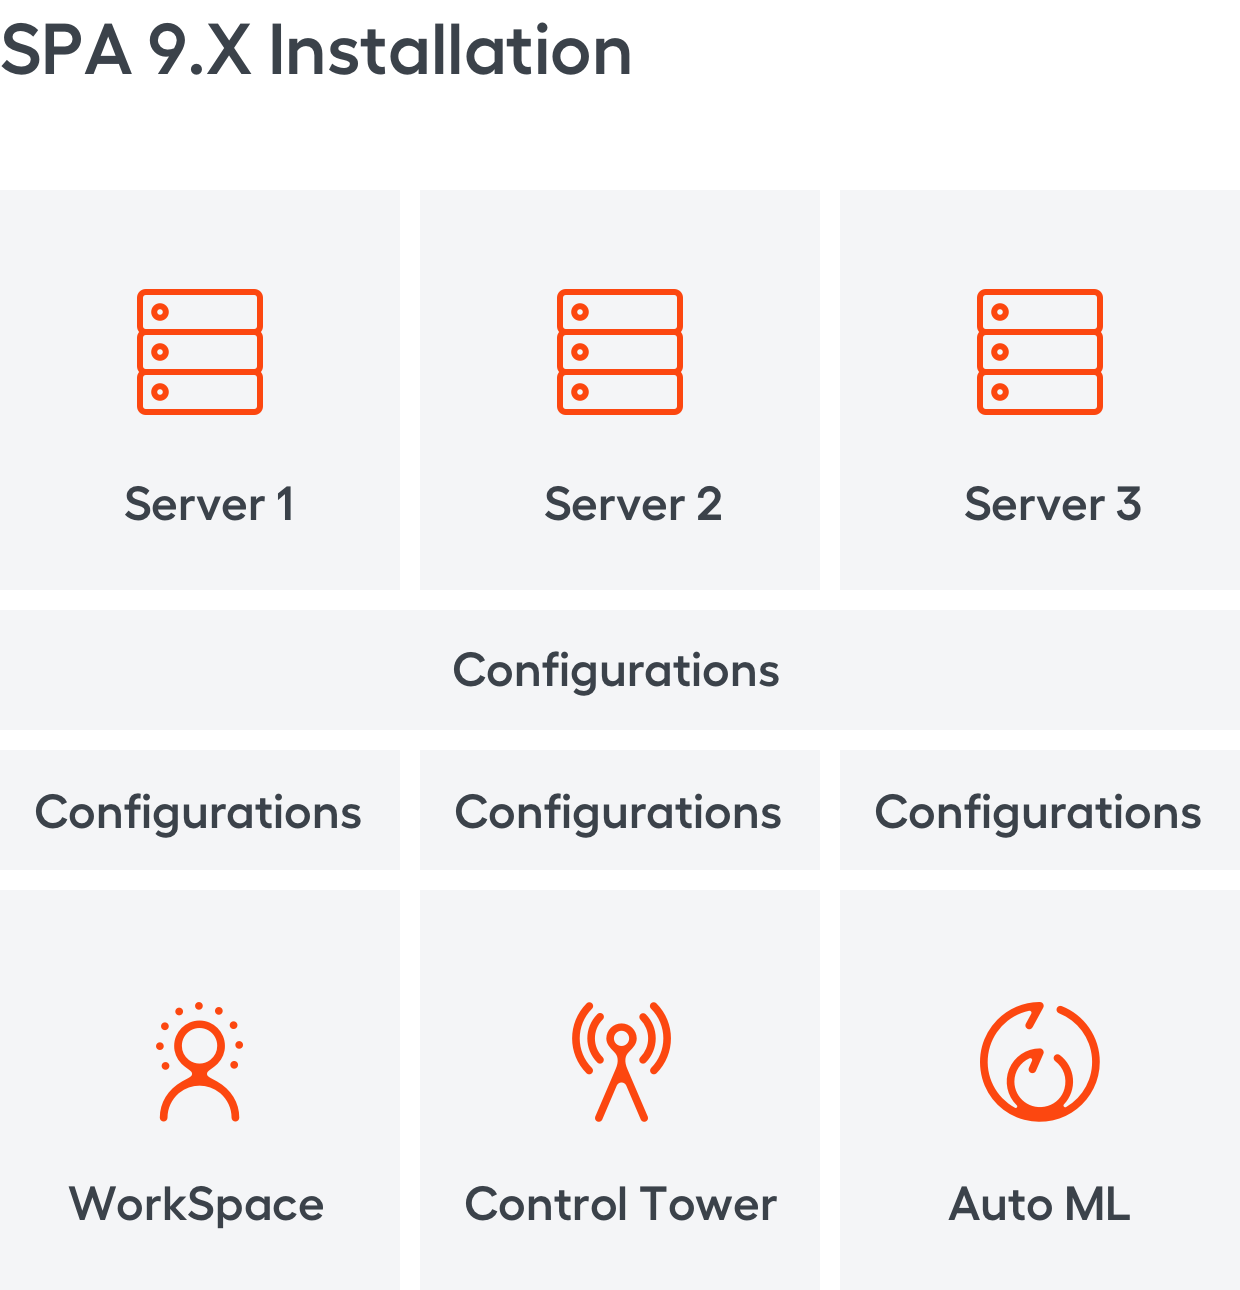 SPA 9.X Installation
Server 1
Server 2
Server 3
Configurations
Configurations
Configurations
Configurations
WorkSpace
Control Tower
Auto ML